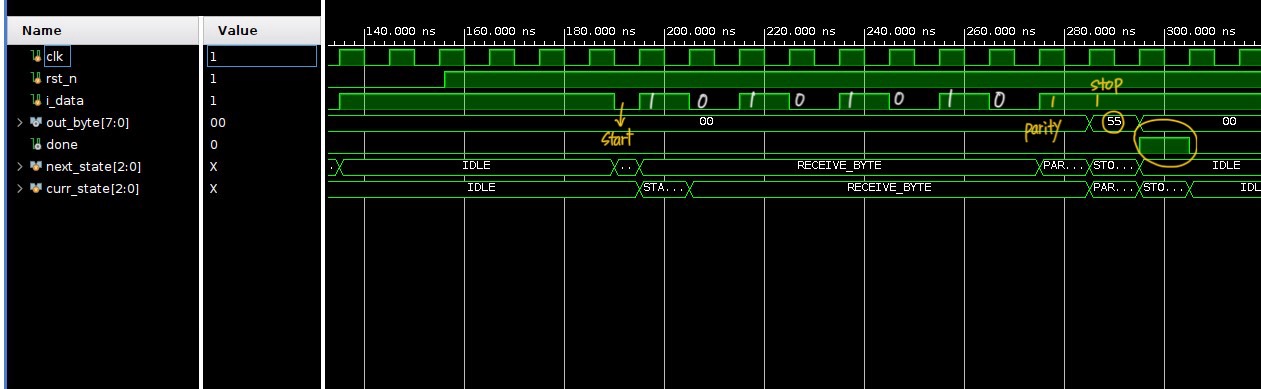 Name Value
140.000 ns 160.000 ns 180.000 ns 200.000 ns 220.000 ns 240.000 ns 260.000 ns 280.000 ns 300.000 ns
clk 1
rst_n 1
stop
i_data 1 1 0 1 0 1 0 1 0 1 1
out_byte[7:0] 00 00 55 00
start parity
done 0
next_state[2:0] X . IDLE .. RECEIVE_BYTE PAR... STO... IDLE
curr_state[2:0] X IDLE STA... RECEIVE_BYTE PAR... STO... IDL